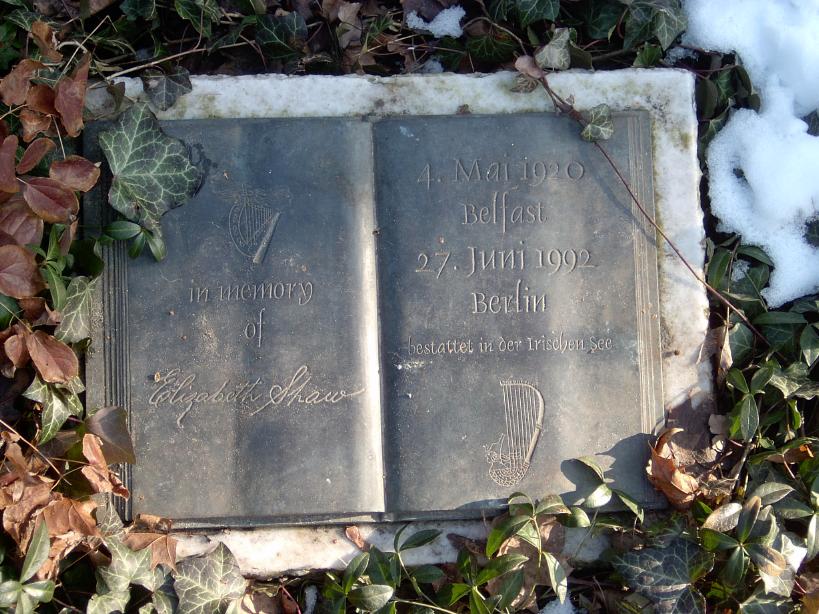 in memory
of
Elizabeth Shaw
4. Mai 1920
Belfast
27. Juni 1992
Berlin
bestattet in der Irischen See